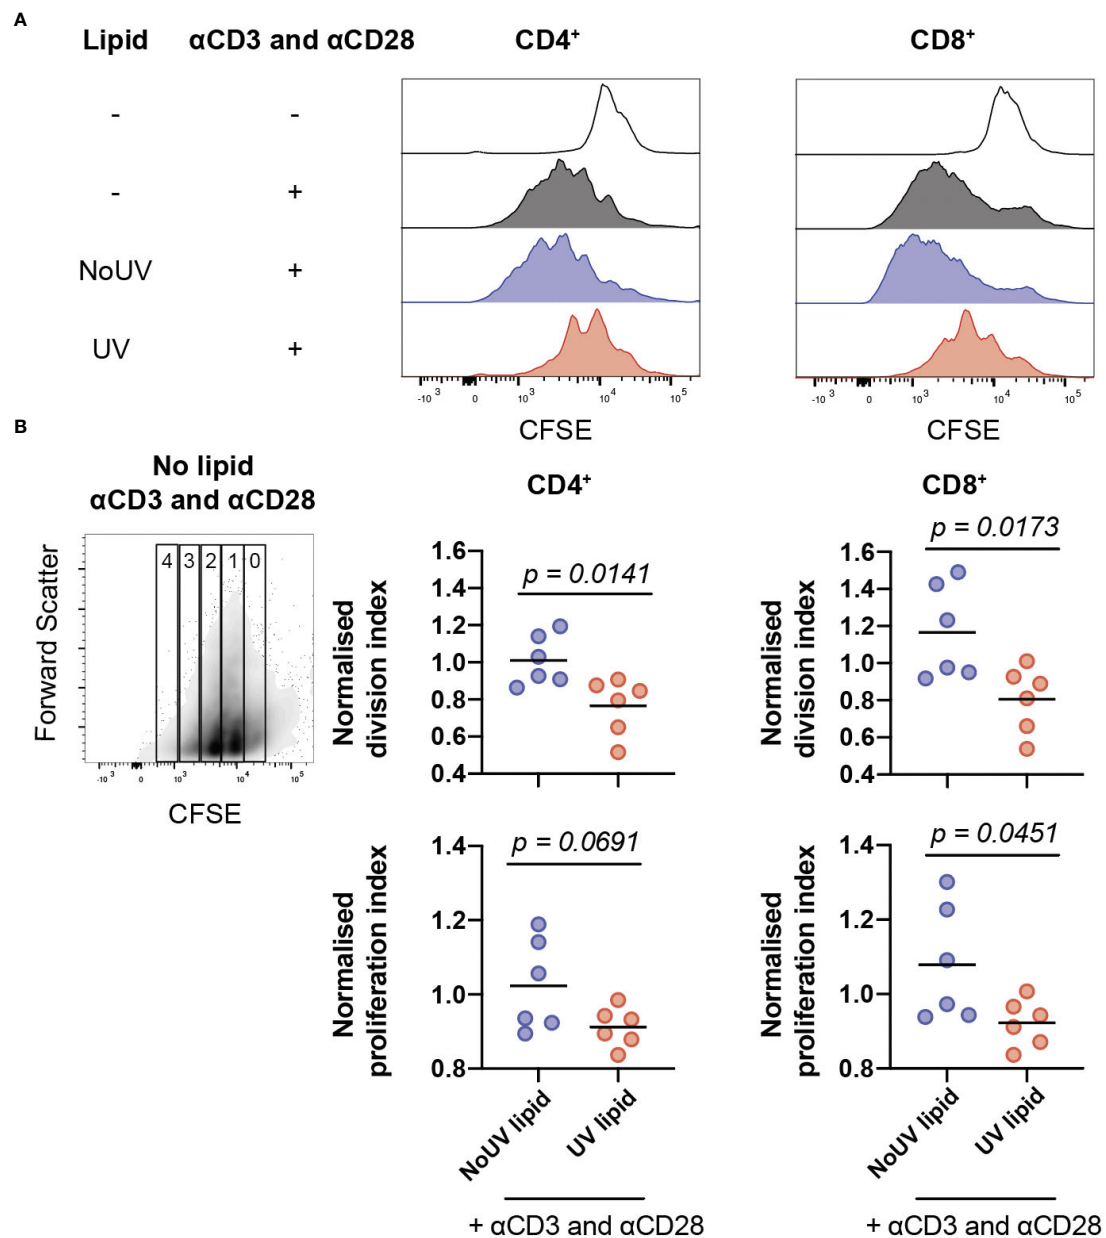 A
Lipid αCD3 and αCD28 CD4⁺ CD8⁺
- -
- +
NoUV +
UV +
-10³ 0 10³ 10⁴ 10⁵ -10³ 0 10³ 10⁴ 10⁵
CFSE CFSE
B
No lipid
αCD3 and αCD28
4 3 2 1 0
Forward Scatter
-10³ 0 10³ 10⁴ 10⁵
CFSE
CD4⁺
p = 0.0141
Normalised
division index
1.6
1.4
1.2
1.0
0.8
0.6
0.4
CD8⁺
p = 0.0173
Normalised
division index
1.6
1.4
1.2
1.0
0.8
0.6
0.4
p = 0.0691
Normalised
proliferation index
1.4
1.2
1.0
0.8
NoUV lipid
UV lipid
+ αCD3 and αCD28
p = 0.0451
Normalised
proliferation index
1.4
1.2
1.0
0.8
NoUV lipid
UV lipid
+ αCD3 and αCD28